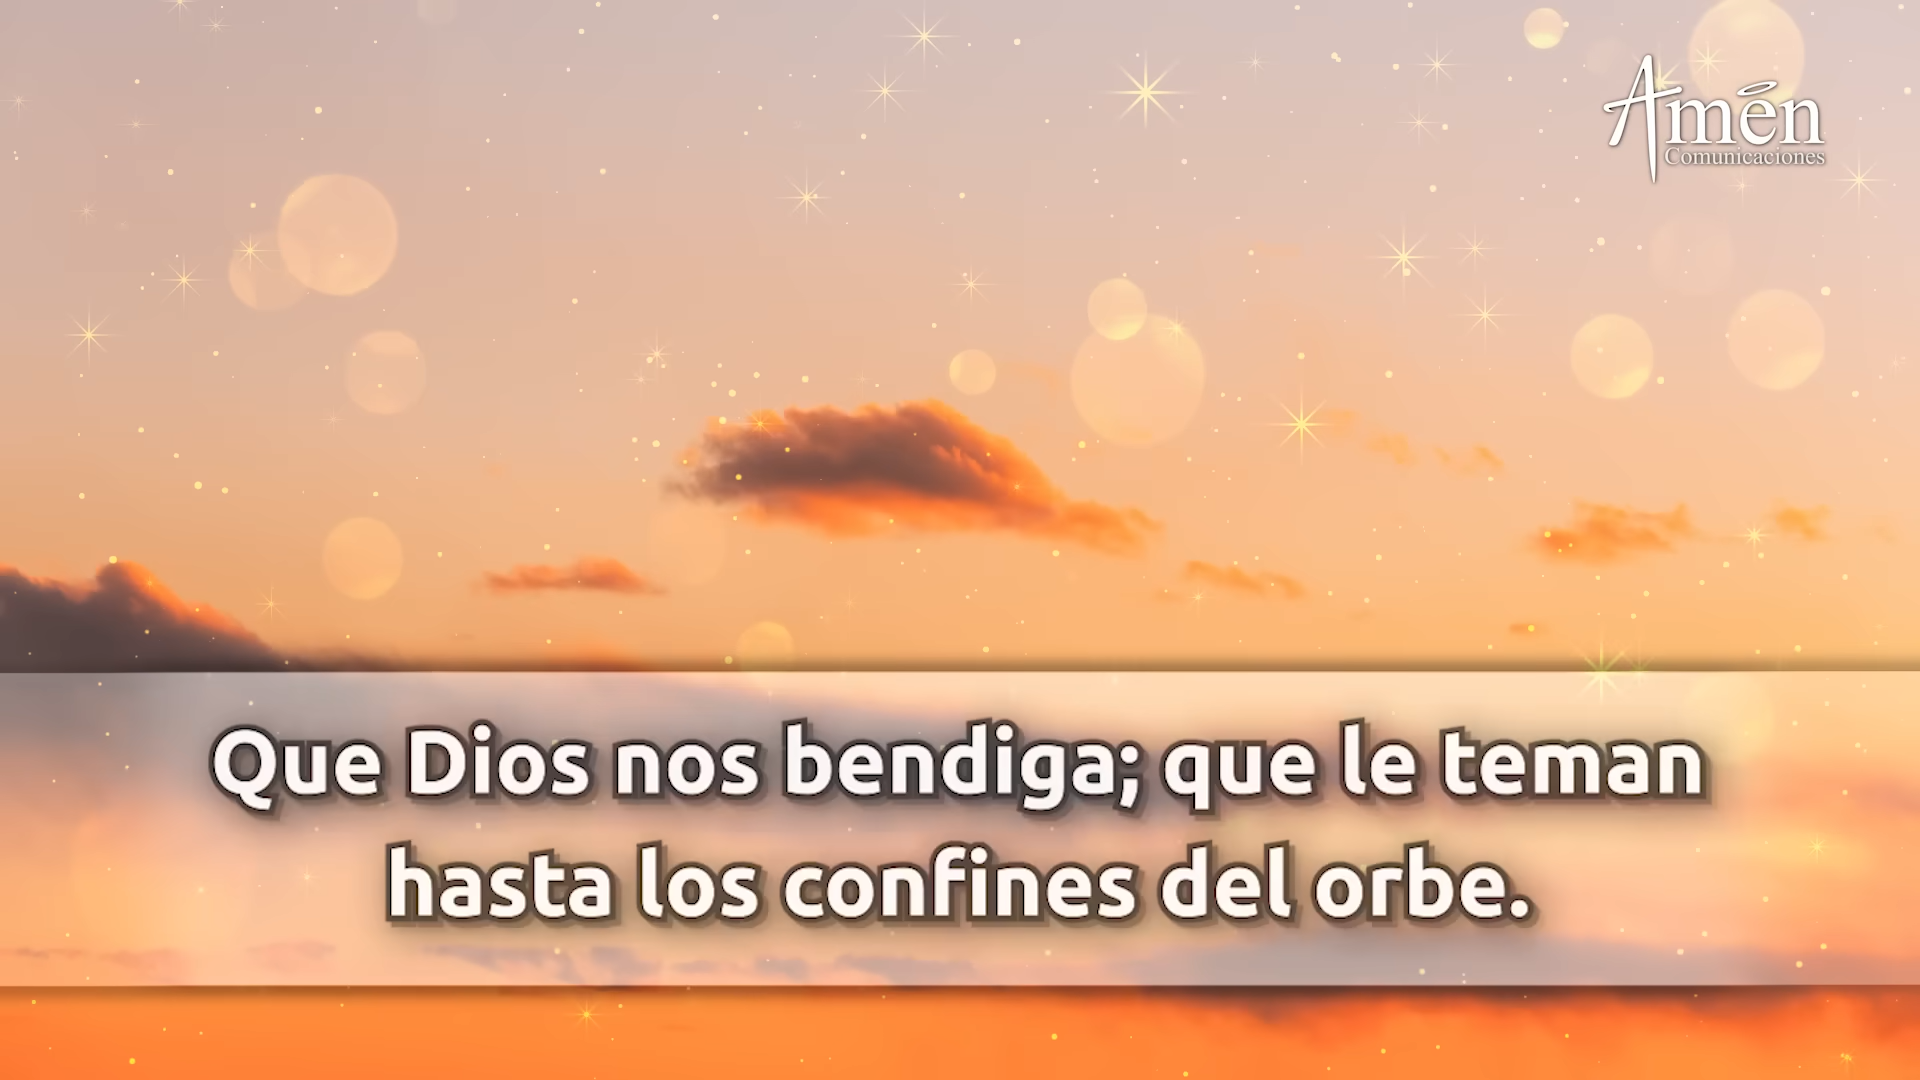 Amén
Comunicaciones
Que Dios nos bendiga; que le teman
hasta los confines del orbe.